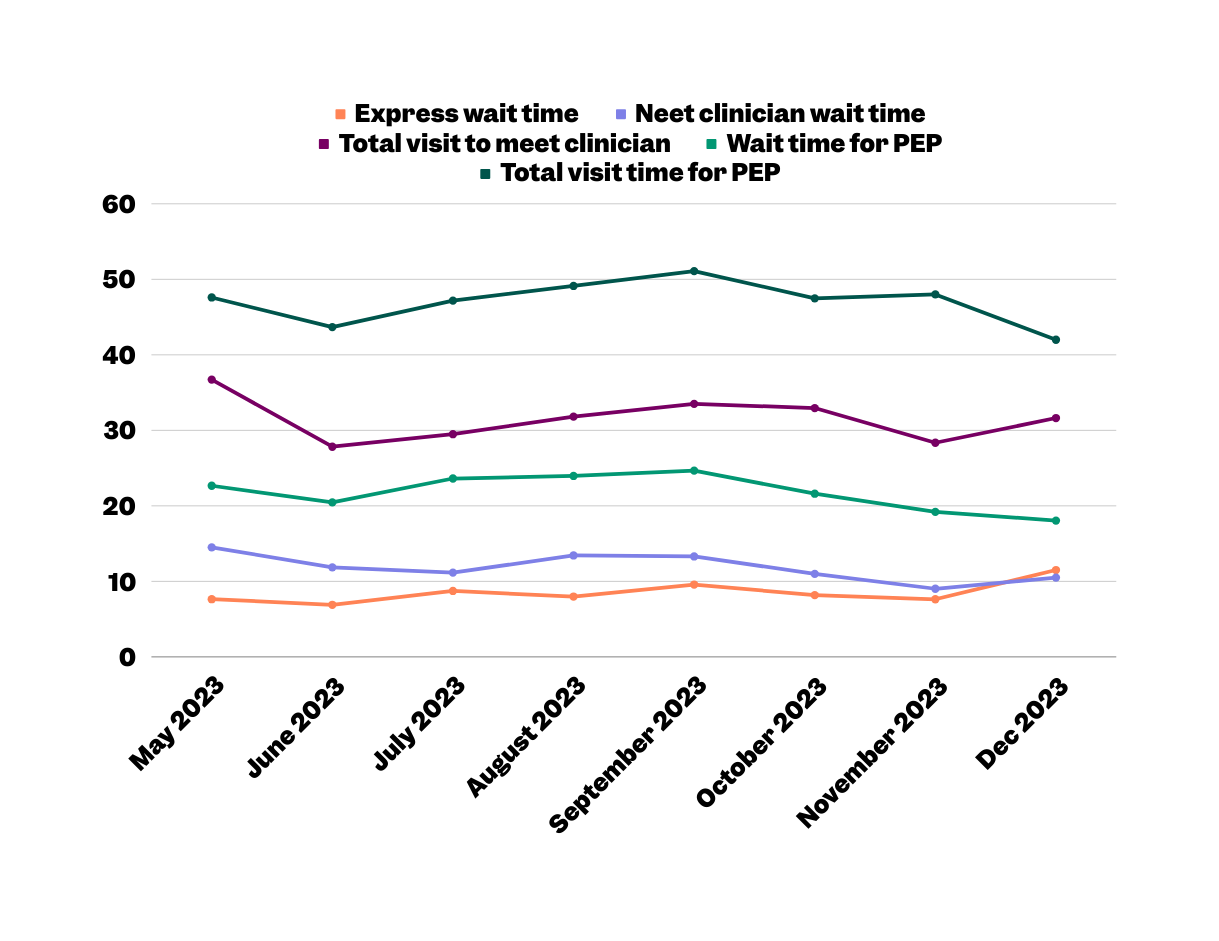 Express wait time Neet clinician wait time
Total visit to meet clinician Wait time for PEP
Total visit time for PEP
60
50
40
30
20
10
0
May 2023
June 2023
July 2023
August 2023
September 2023
October 2023
November 2023
Dec 2023